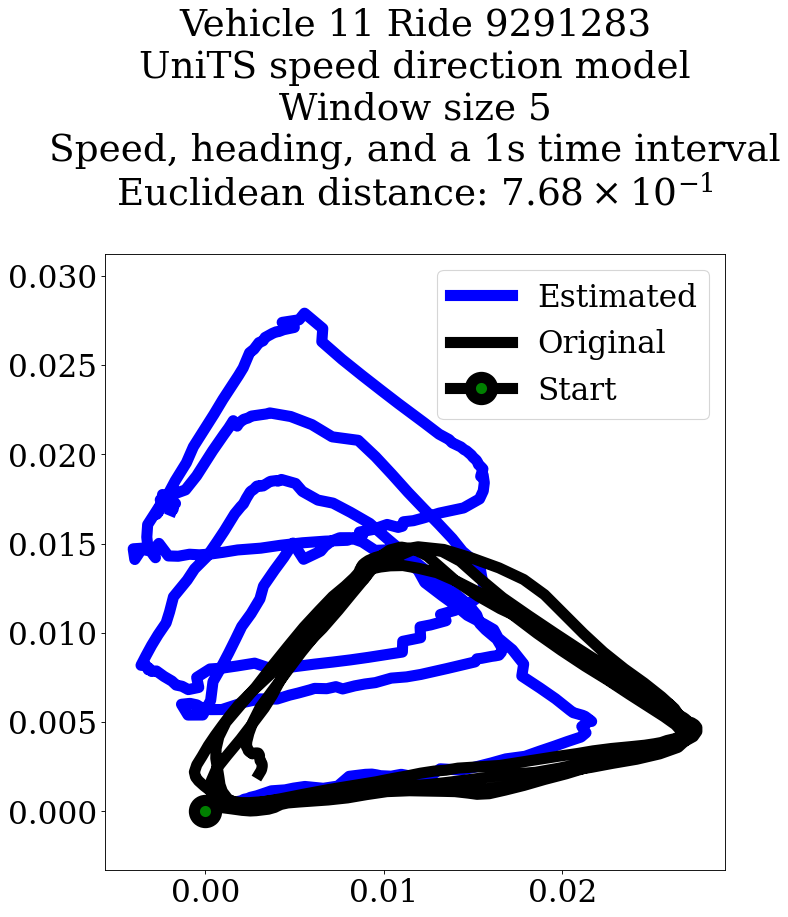 Vehicle 11 Ride 9291283
UniTS speed direction model
Window size 5
Speed, heading, and a 1s time interval
Euclidean distance: 7.68 × 10⁻¹
0.030
0.025
0.020
0.015
0.010
0.005
0.000
Estimated
Original
Start
0.00 0.01 0.02